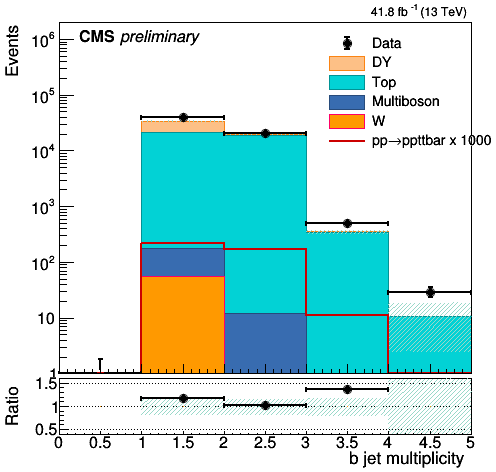 41.8 fb⁻¹ (13 TeV)
CMS preliminary
Events
10⁶
10⁵
10⁴
10³
10²
10
1
Data
DY
Top
Multiboson
W
pp→ppttbar x 1000
Ratio
1.5
1
0.5
0 0.5 1 1.5 2 2.5 3 3.5 4 4.5 5
b jet multiplicity